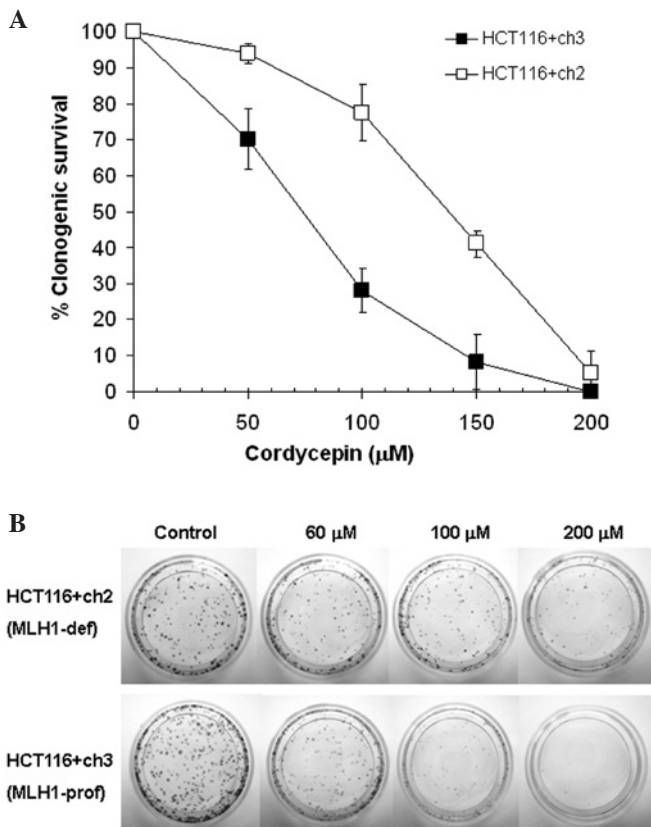 A
HCT116+ch3
HCT116+ch2
100
90
80
70
60
50
40
30
20
10
0
% Clonogenic survival
0 50 100 150 200
Cordycepin (μM)
B
Control 60 μM 100 μM 200 μM
HCT116+ch2
(MLH1-def)
HCT116+ch3
(MLH1-prof)